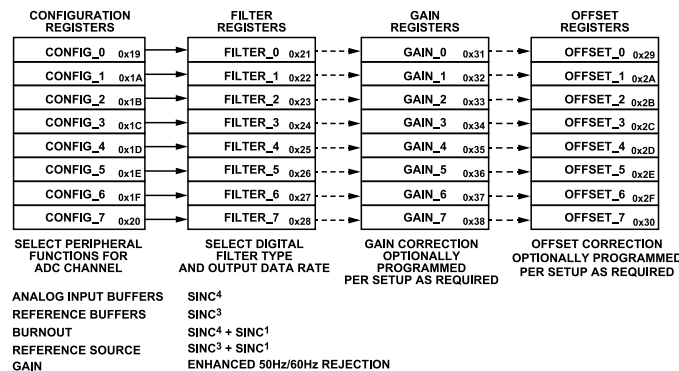 CONFIGURATION REGISTERS FILTER REGISTERS GAIN REGISTERS OFFSET REGISTERS
CONFIG_0 0x19 FILTER_0 0x21 GAIN_0 0x31 OFFSET_0 0x29
CONFIG_1 0x1A FILTER_1 0x22 GAIN_1 0x32 OFFSET_1 0x2A
CONFIG_2 0x1B FILTER_2 0x23 GAIN_2 0x33 OFFSET_2 0x2B
CONFIG_3 0x1C FILTER_3 0x24 GAIN_3 0x34 OFFSET_3 0x2C
CONFIG_4 0x1D FILTER_4 0x25 GAIN_4 0x35 OFFSET_4 0x2D
CONFIG_5 0x1E FILTER_5 0x26 GAIN_5 0x36 OFFSET_5 0x2E
CONFIG_6 0x1F FILTER_6 0x27 GAIN_6 0x37 OFFSET_6 0x2F
CONFIG_7 0x20 FILTER_7 0x28 GAIN_7 0x38 OFFSET_7 0x30
SELECT PERIPHERAL
FUNCTIONS FOR
ADC CHANNEL
SELECT DIGITAL
FILTER TYPE
AND OUTPUT DATA RATE
GAIN CORRECTION
OPTIONALLY
PROGRAMMED
PER SETUP AS REQUIRED
OFFSET CORRECTION
OPTIONALLY PROGRAMMED
PER SETUP AS REQUIRED
ANALOG INPUT BUFFERS SINC4
REFERENCE BUFFERS SINC3
BURNOUT SINC4 + SINC1
REFERENCE SOURCE SINC3 + SINC1
GAIN ENHANCED 50Hz/60Hz REJECTION